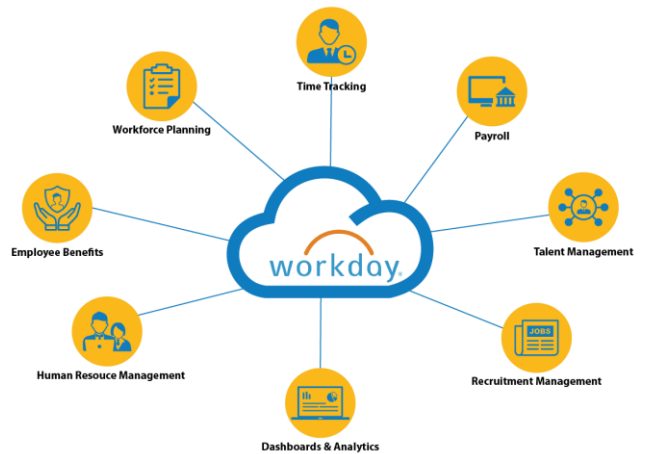 Time Tracking
Workforce Planning
Payroll
Employee Benefits
workday®
Talent Management
JOBS
Human Resouce Management
Recruitment Management
Dashboards & Analytics